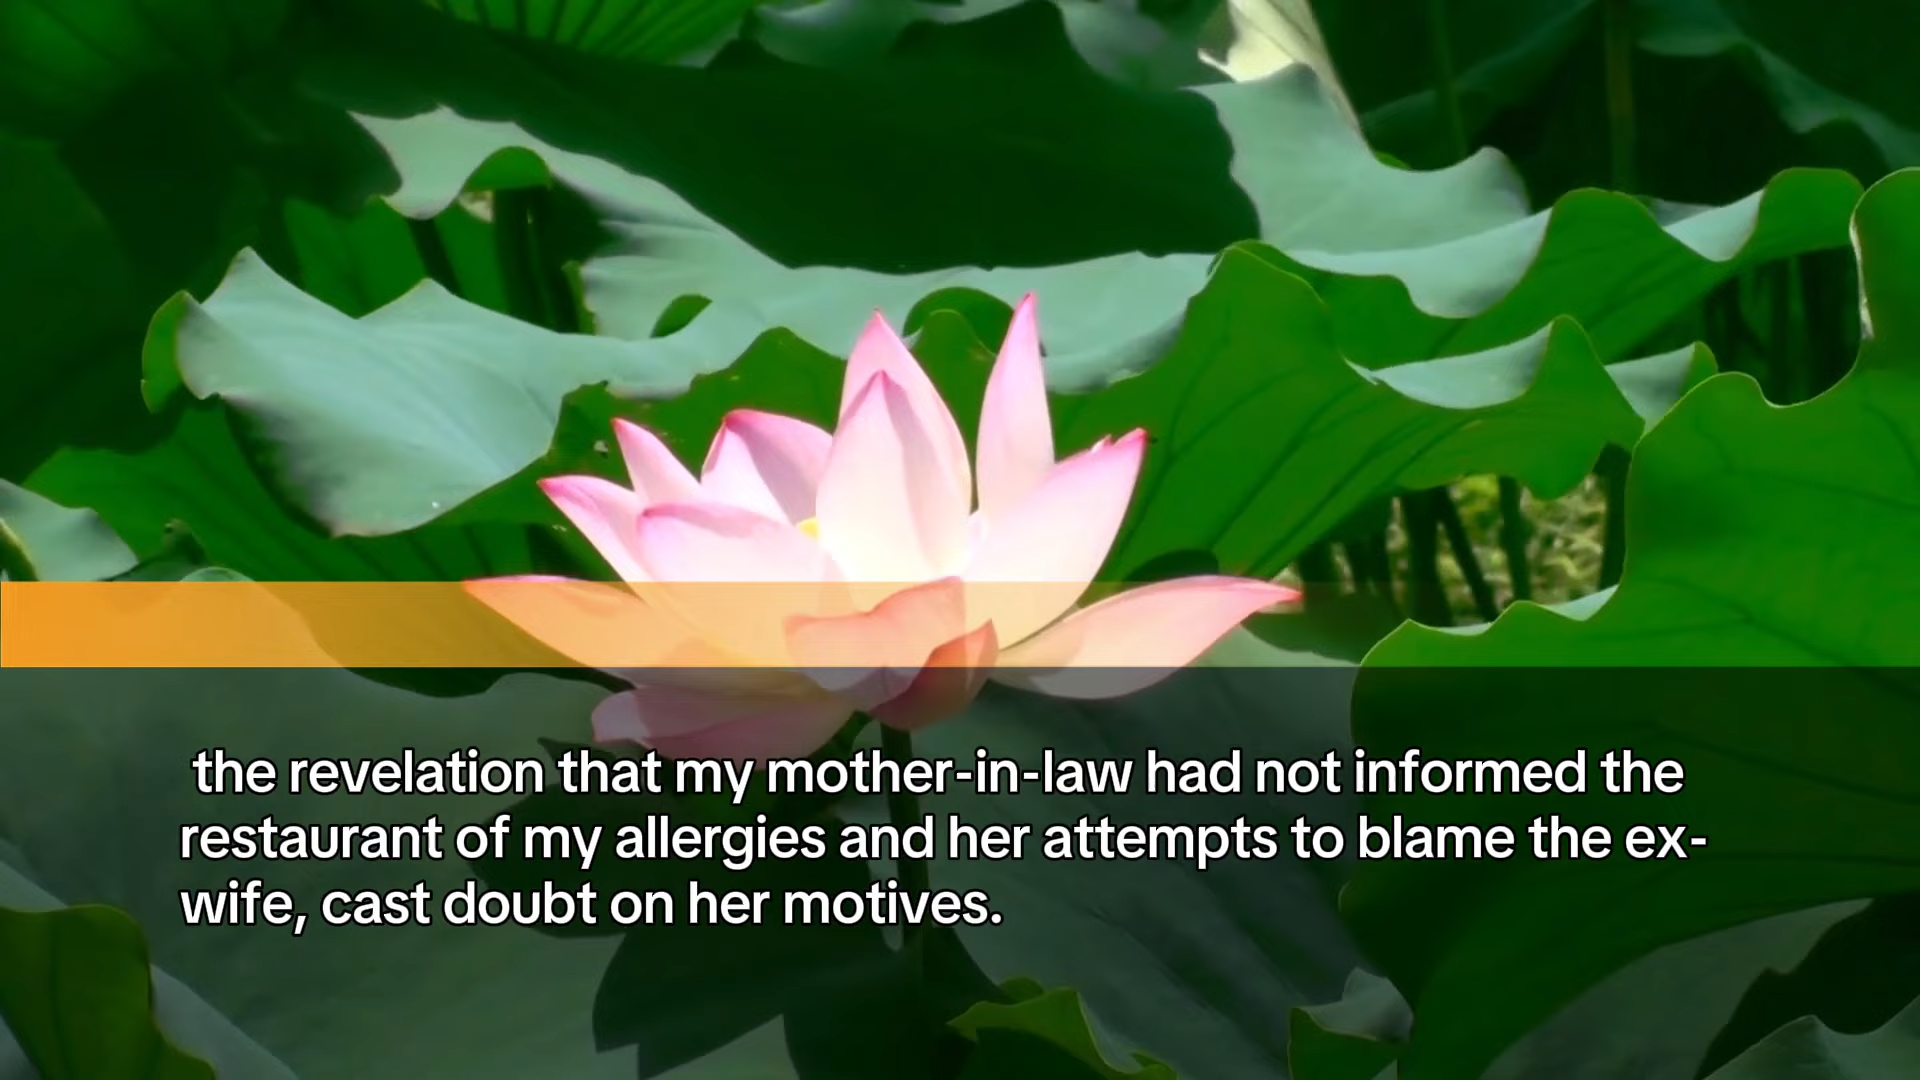 the revelation that my mother-in-law had not informed the
restaurant of my allergies and her attempts to blame the ex-
wife, cast doubt on her motives.